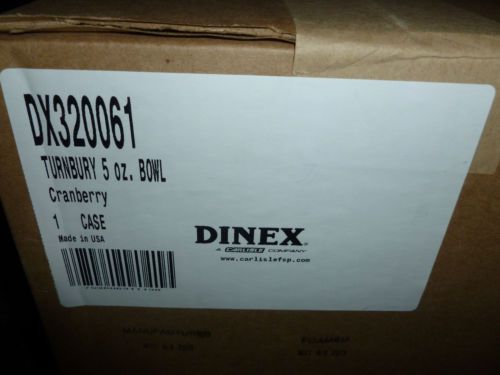 DX320061
TURNBURY 5 oz. BOWL
Cranberry
1 CASE
Made in USA
DINEX®
A CARLISLE COMPANY
www.carlislefsp.com